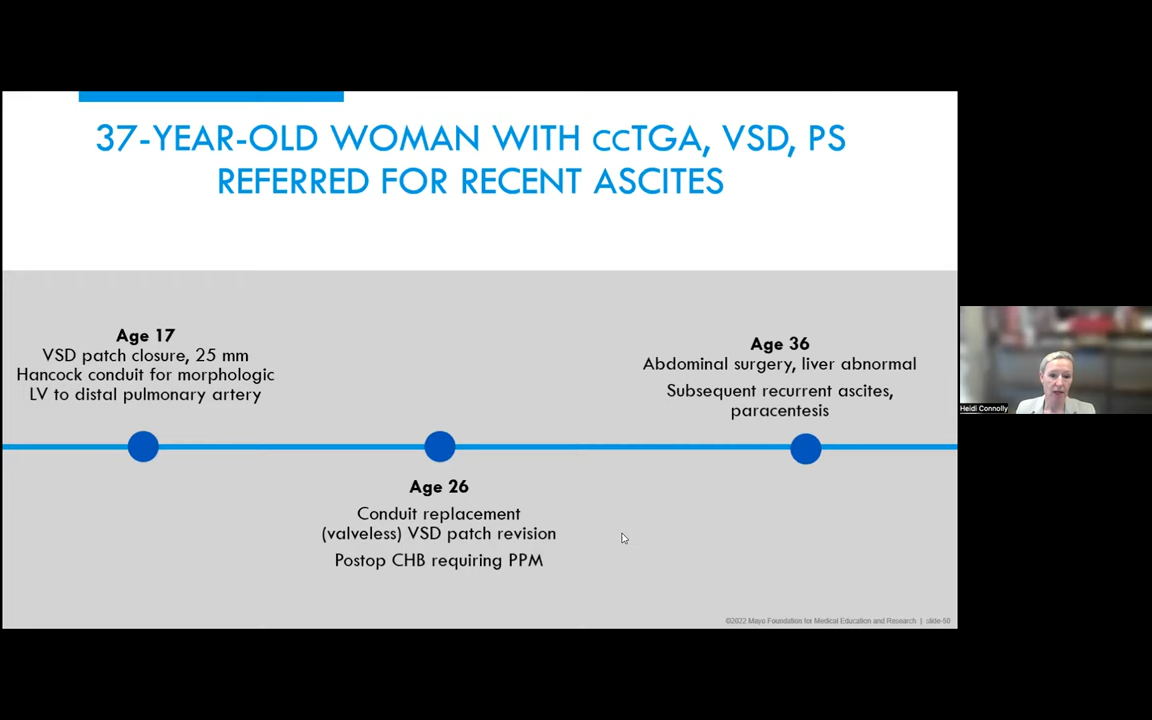 37-YEAR-OLD WOMAN WITH CCTGA, VSD, PS
REFERRED FOR RECENT ASCITES
Age 17
VSD patch closure, 25 mm
Hancock conduit for morphologic
LV to distal pulmonary artery
Age 26
Conduit replacement
(valveless) VSD patch revision
Postop CHB requiring PPM
Age 36
Abdominal surgery, liver abnormal
Subsequent recurrent ascites,
paracentesis
©2022 Mayo Foundation for Medical Education and Research | slide-50
Heidi Connolly